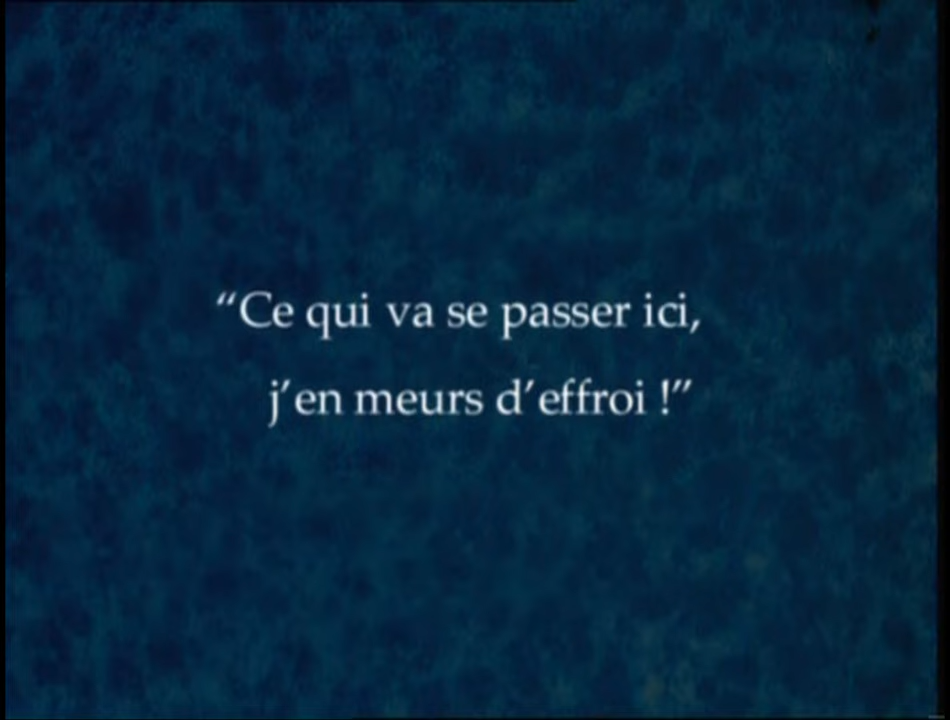 “Ce qui va se passer ici,
j’en meurs d’effroi !”